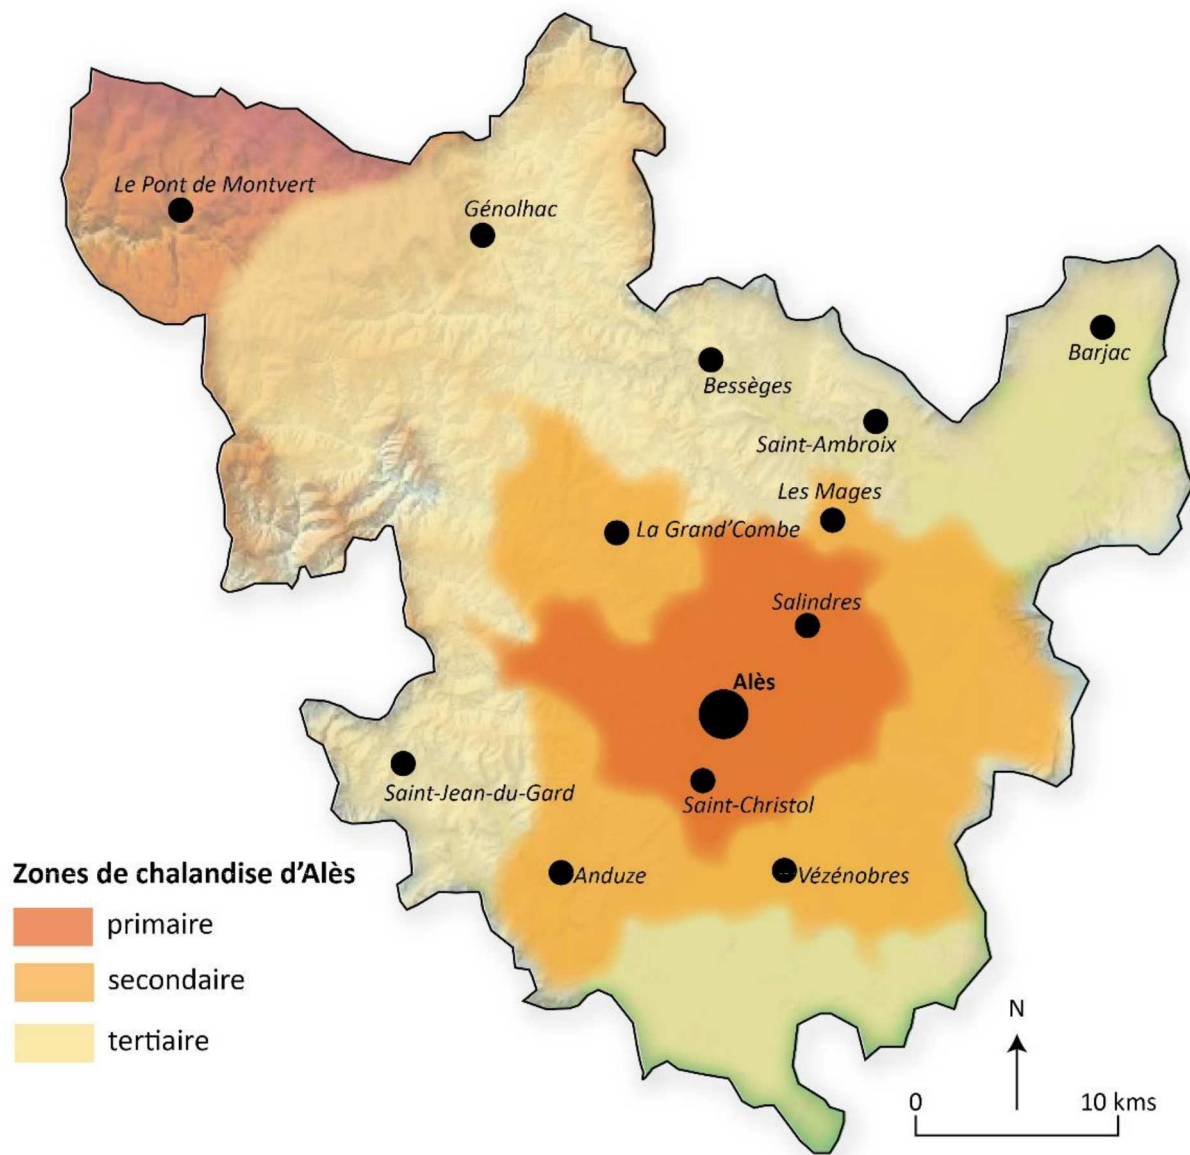 Le Pont de Montvert
Génolhac
Barjac
Bessèges
Saint-Ambroix
Les Mages
La Grand'Combe
Salindres
Alès
Saint-Jean-du-Gard
Saint-Christol
Anduze
Vézénobres
Zones de chalandise d'Alès
primaire
secondaire
tertiaire
N
0 10 kms